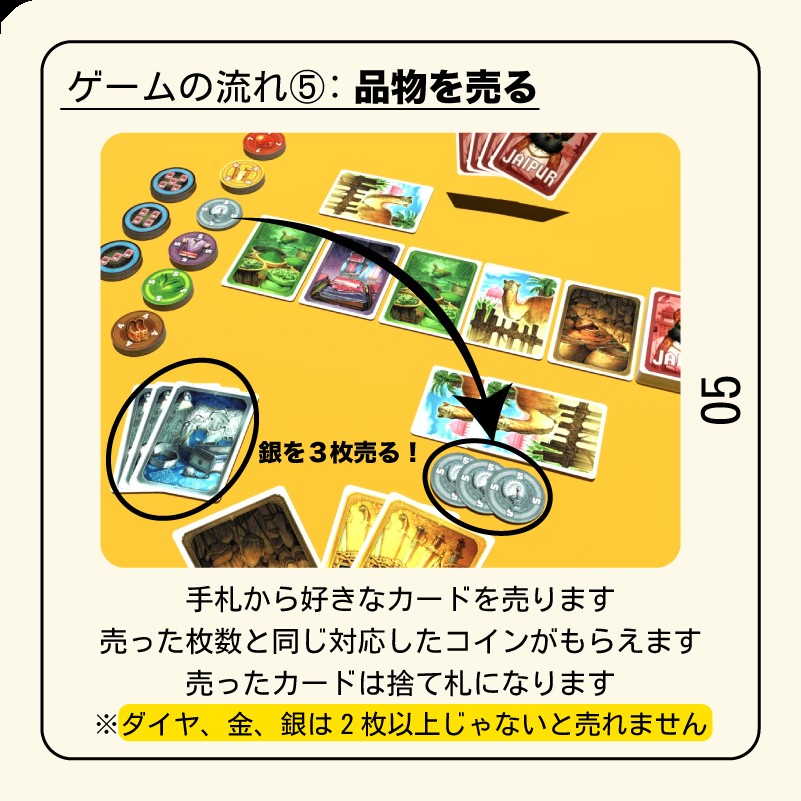 ゲームの流れ⑤：品物を売る
JAIPUR
JAI
銀を３枚売る！
05
手札から好きなカードを売ります
売った枚数と同じ対応したコインがもらえます
売ったカードは捨て札になります
※ダイヤ、金、銀は２枚以上じゃないと売れません